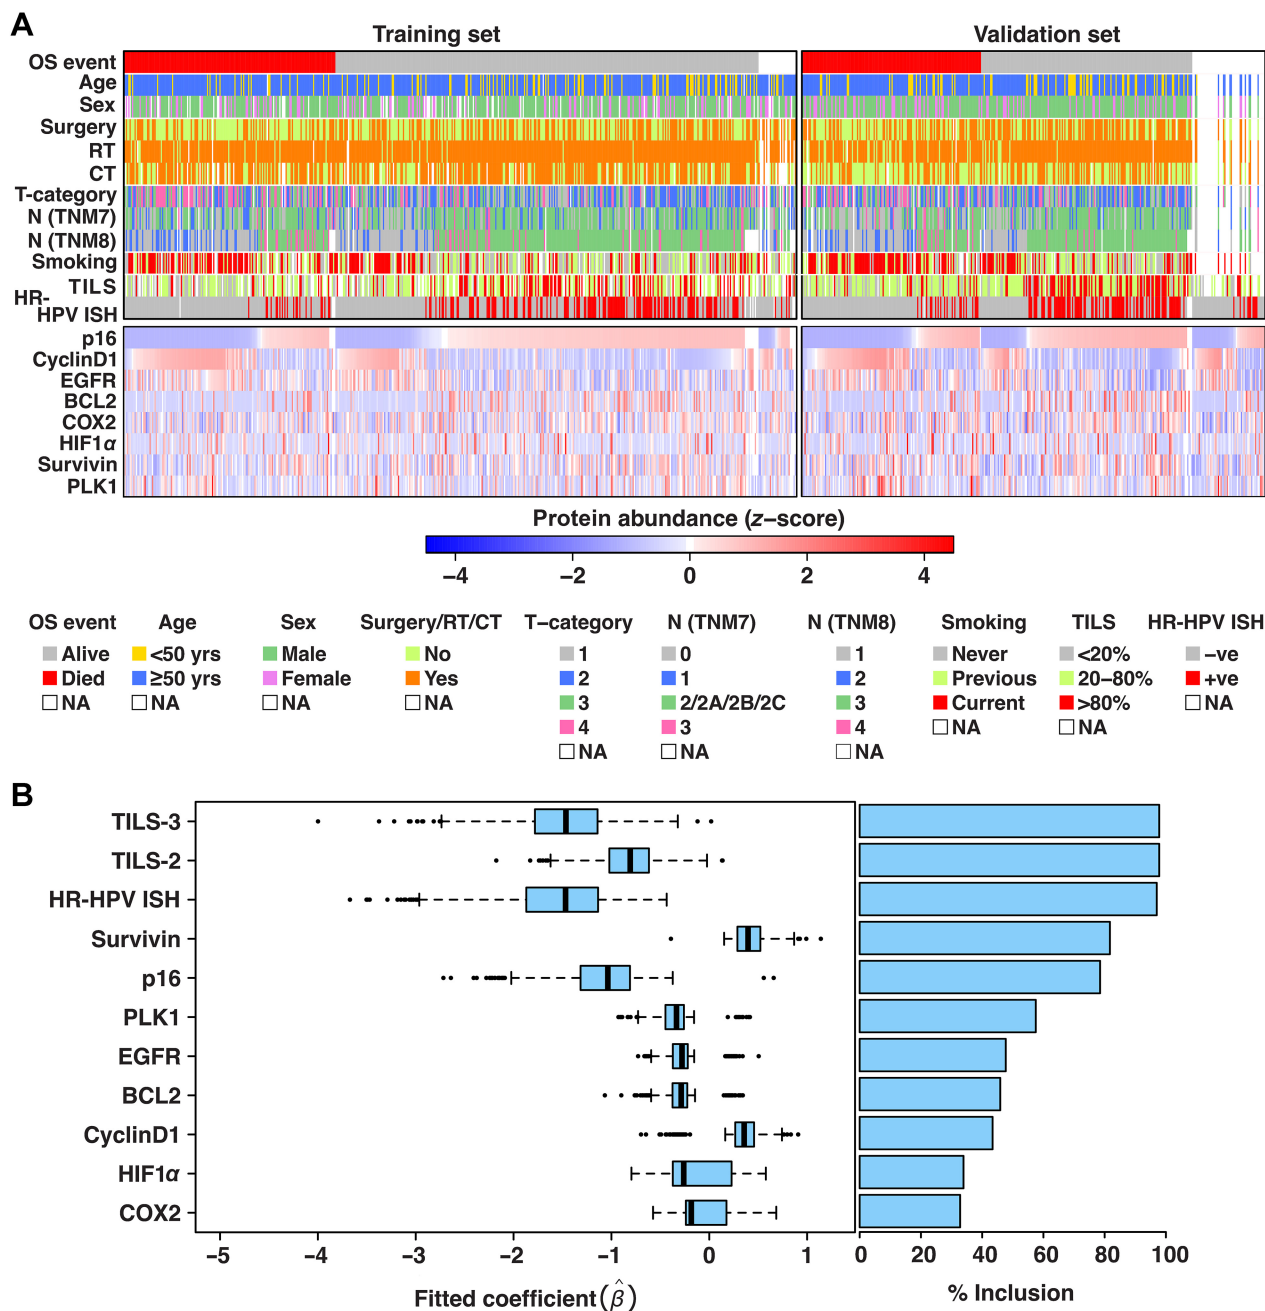 A
Training set
Validation set
OS event
Age
Sex
Surgery
RT
CT
T-category
N (TNM7)
N (TNM8)
Smoking
TILS
HR-
HPV ISH
p16
CyclinD1
EGFR
BCL2
COX2
HIF1α
Survivin
PLK1
Protein abundance (z−score)
−4 −2 0 2 4
OS event Age Sex Surgery/RT/CT T−category N (TNM7) N (TNM8) Smoking TILS HR-HPV ISH
Alive <50 yrs Male No 1 0 1 Never <20% −ve
Died ≥50 yrs Female Yes 2 1 2 Previous 20−80% +ve
NA NA NA NA 3 2/2A/2B/2C 3 Current >80% NA
4 3 4 NA NA
NA NA NA
B
TILS-3
TILS-2
HR-HPV ISH
Survivin
p16
PLK1
EGFR
BCL2
CyclinD1
HIF1α
COX2
−5 −4 −3 −2 −1 0 1 0 20 40 60 80 100
Fitted coefficient (β̂) % Inclusion